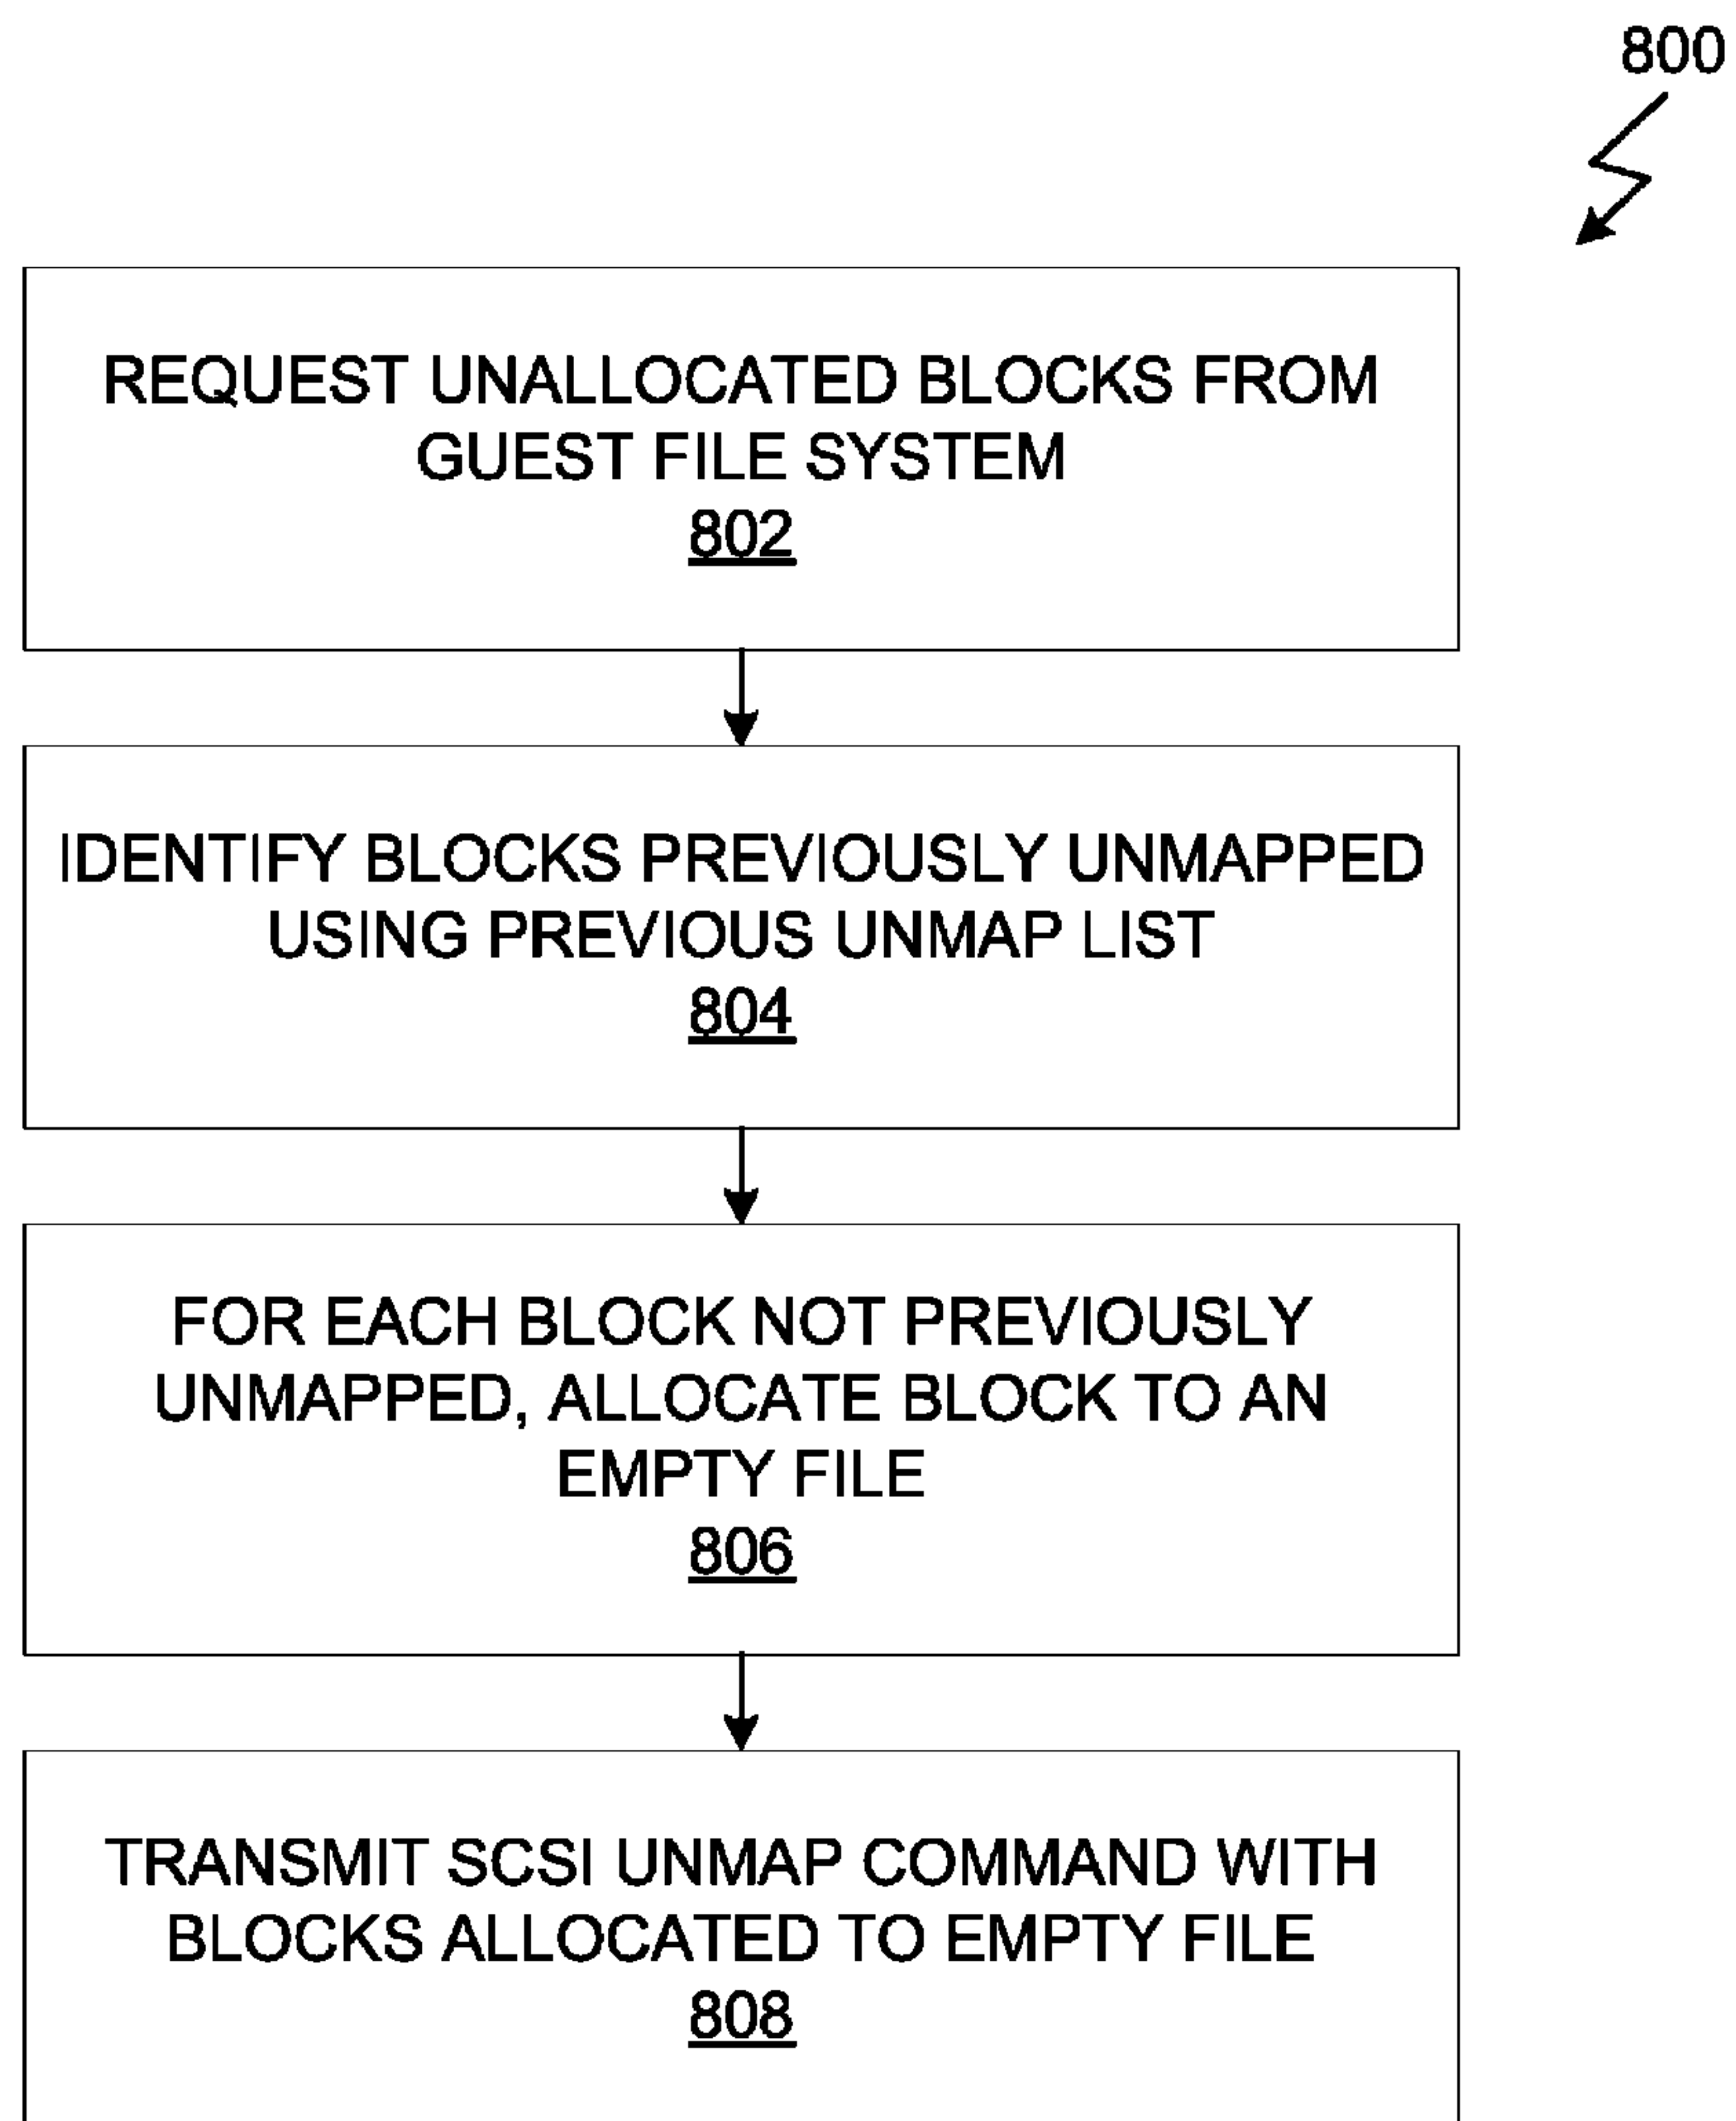 800
REQUEST UNALLOCATED BLOCKS FROM
GUEST FILE SYSTEM
802
IDENTIFY BLOCKS PREVIOUSLY UNMAPPED
USING PREVIOUS UNMAP LIST
804
FOR EACH BLOCK NOT PREVIOUSLY
UNMAPPED, ALLOCATE BLOCK TO AN
EMPTY FILE
806
TRANSMIT SCSI UNMAP COMMAND WITH
BLOCKS ALLOCATED TO EMPTY FILE
808